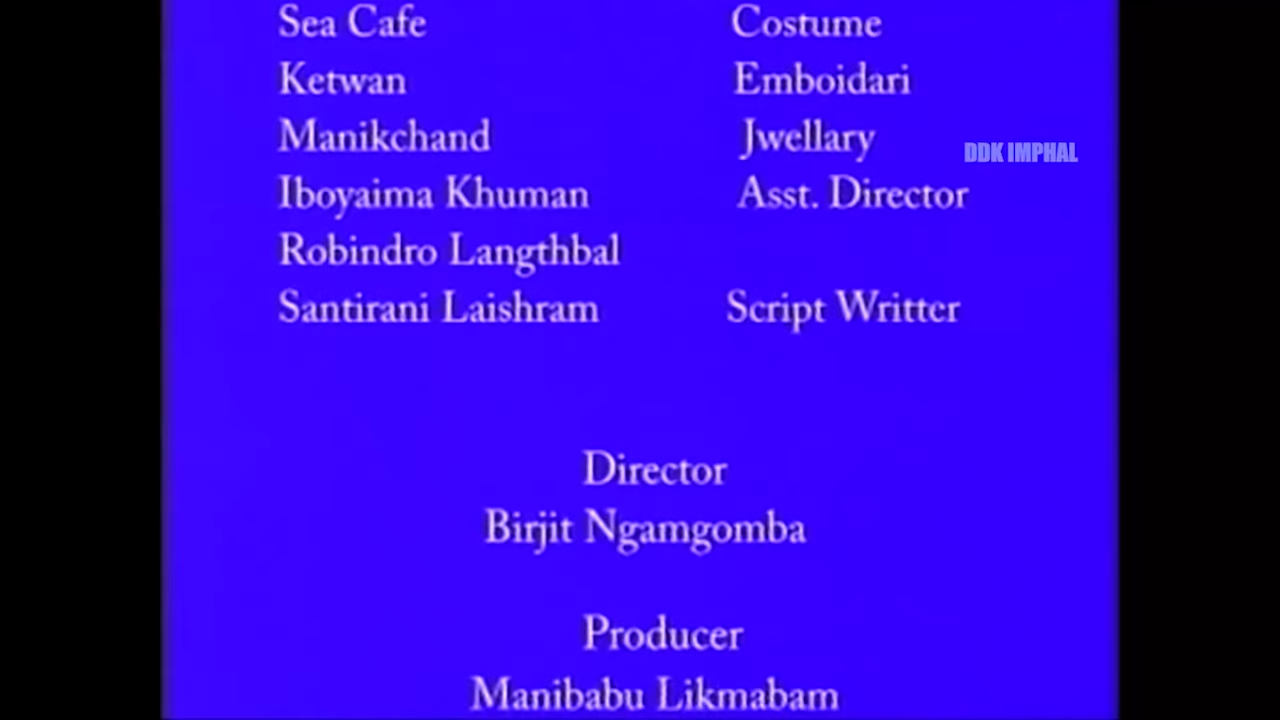 Sea Cafe Costume
Ketwan Emboidari
Manikchand Jwellary
DDK IMPHAL
Iboyaima Khuman Asst. Director
Robindro Langthbal
Santirani Laishram Script Writter
Director
Birjit Ngamgomba
Producer
Manibabu Likmabam